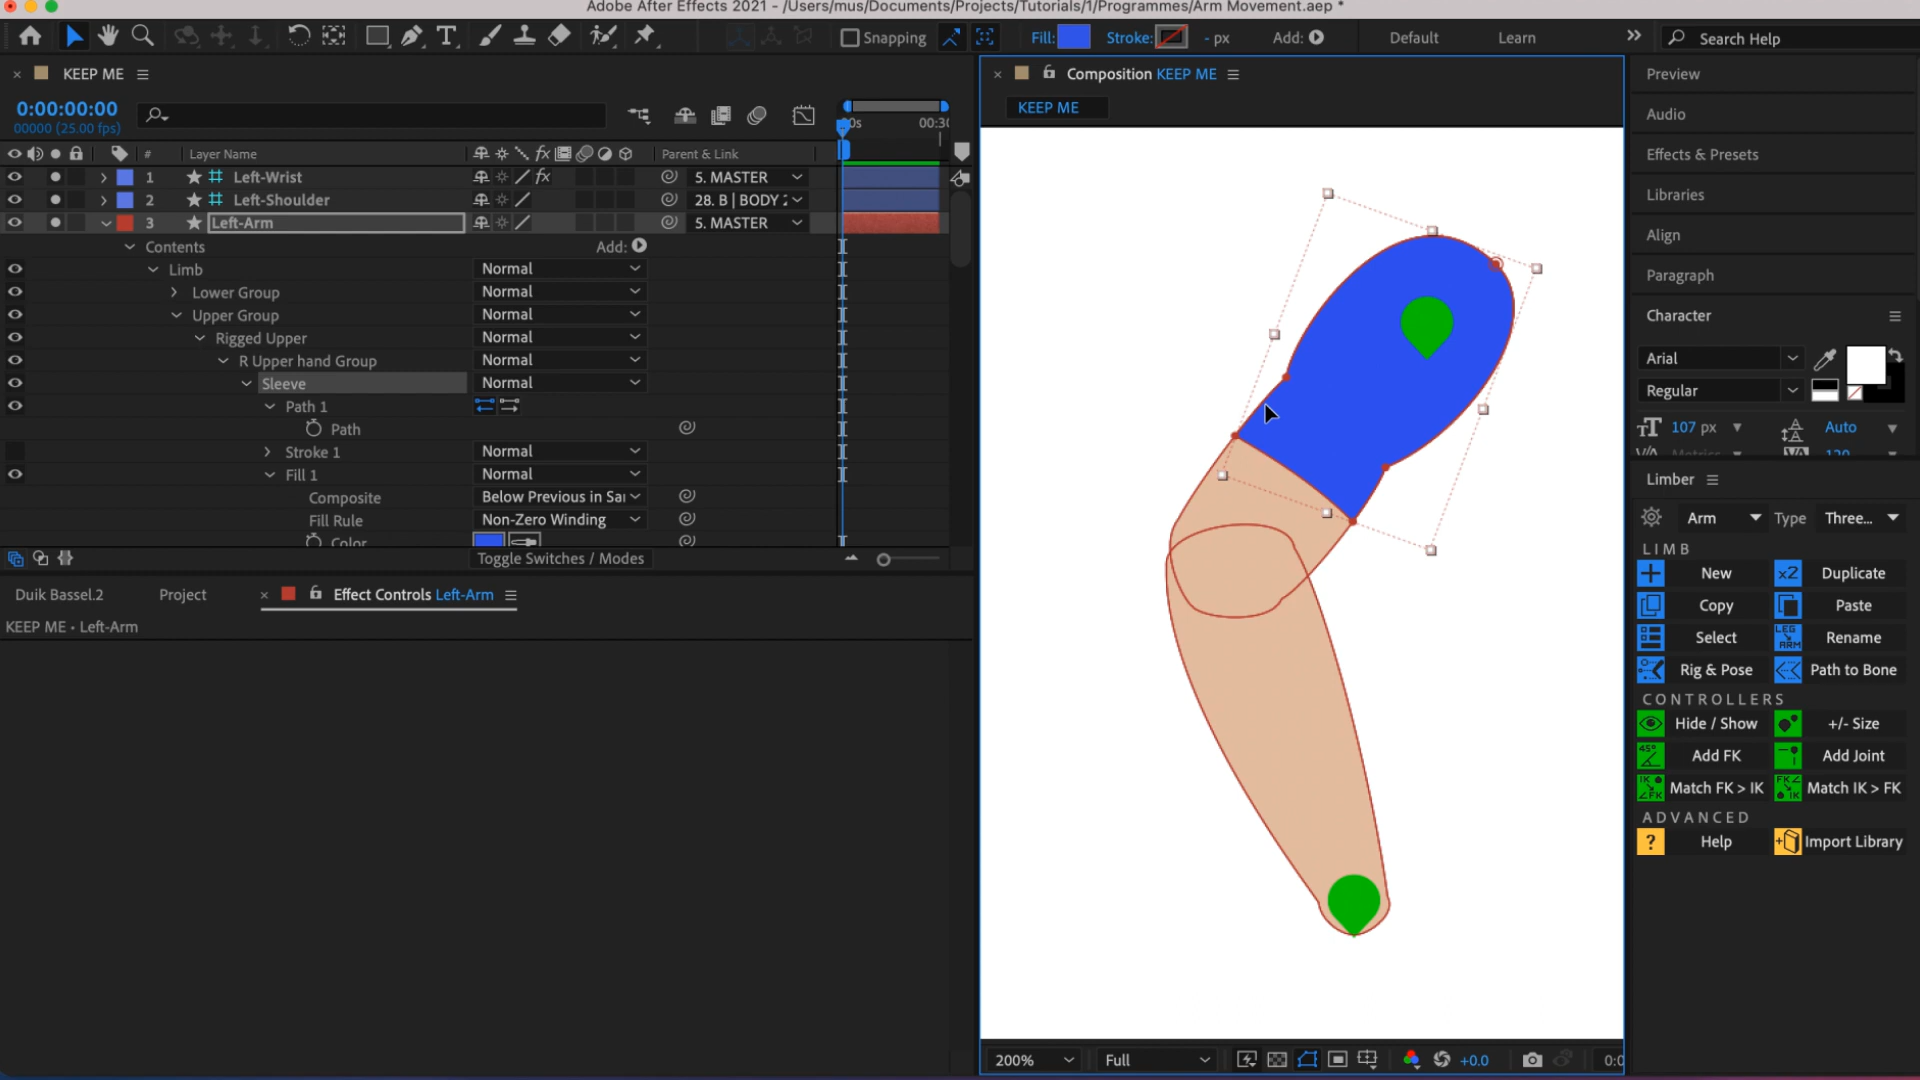 Adobe After Effects 2021 - /Users/mus/Documents/Projects/Tutorials/1/Programmes/Arm Movement.aep *
Snapping
Fill:
Stroke:
- px
Add:
Default
Learn
Search Help
KEEP ME
0:00:00:00
00000 (25.00 fps)
# Layer Name
Parent & Link
1 Left-Wrist
5. MASTER
2 Left-Shoulder
28. B | BODY
3 Left-Arm
5. MASTER
Contents
Add:
Limb
Normal
Lower Group
Normal
Upper Group
Normal
Rigged Upper
Normal
R Upper hand Group
Normal
Sleeve
Normal
Path 1
Path
Stroke 1
Normal
Fill 1
Normal
Composite
Below Previous in Sa
Fill Rule
Non-Zero Winding
Color
Toggle Switches / Modes
Duik Bassel.2
Project
Effect Controls Left-Arm
KEEP ME • Left-Arm
Composition KEEP ME
KEEP ME
200%
Full
+0.0
Preview
Audio
Effects & Presets
Libraries
Align
Paragraph
Character
Arial
Regular
107 px
Auto
Limber
Arm
Type
Three...
LIMB
New
x2
Duplicate
Copy
Paste
Select
Rename
Rig & Pose
Path to Bone
CONTROLLERS
Hide / Show
+/- Size
45°
Add FK
Add Joint
Match FK > IK
Match IK > FK
ADVANCED
?
Help
Import Library